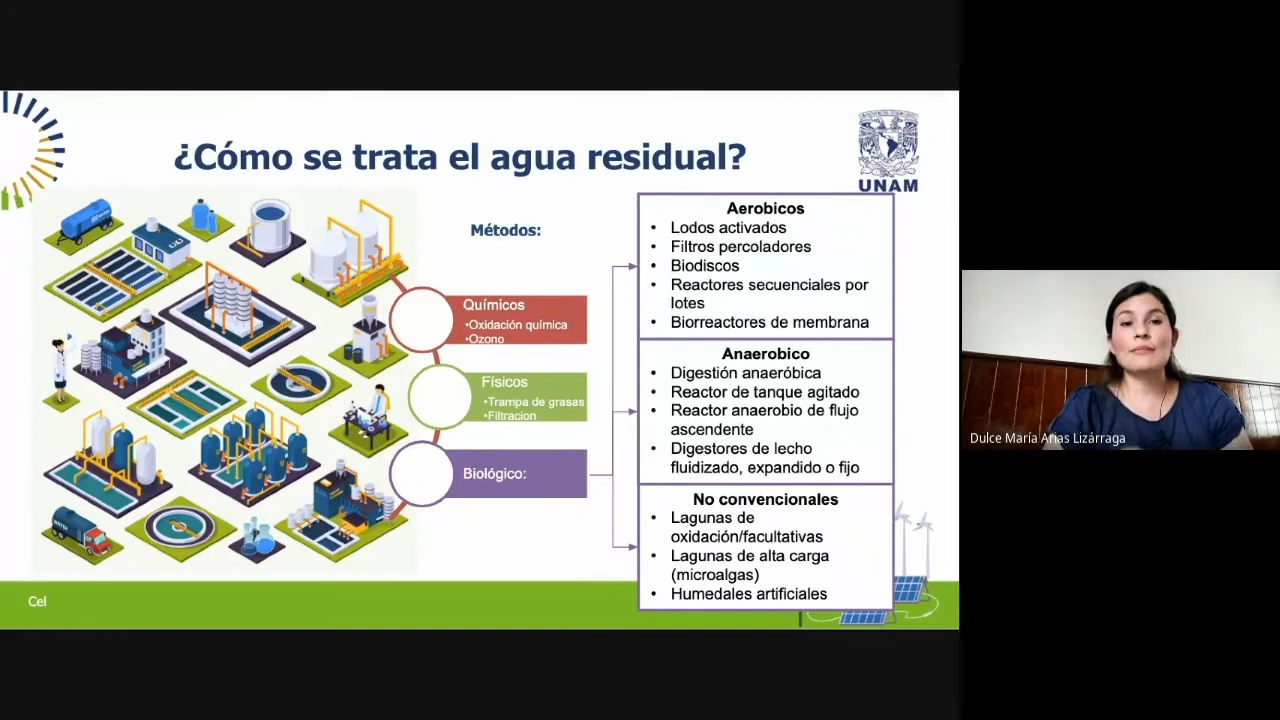 ¿Cómo se trata el agua residual?
UNAM
Métodos:
Químicos
•Oxidación química
•Ozono
Físicos
•Trampa de grasas
•Filtracion
Biológico:
Aerobicos
• Lodos activados
• Filtros percoladores
• Biodiscos
• Reactores secuenciales por
lotes
• Biorreactores de membrana
Anaerobico
• Digestión anaeróbica
• Reactor de tanque agitado
• Reactor anaerobio de flujo
ascendente
• Digestores de lecho
fluidizado, expandido o fijo
No convencionales
• Lagunas de
oxidación/facultativas
• Lagunas de alta carga
(microalgas)
• Humedales artificiales
Cel
Dulce María Arias Lizárraga
WATER